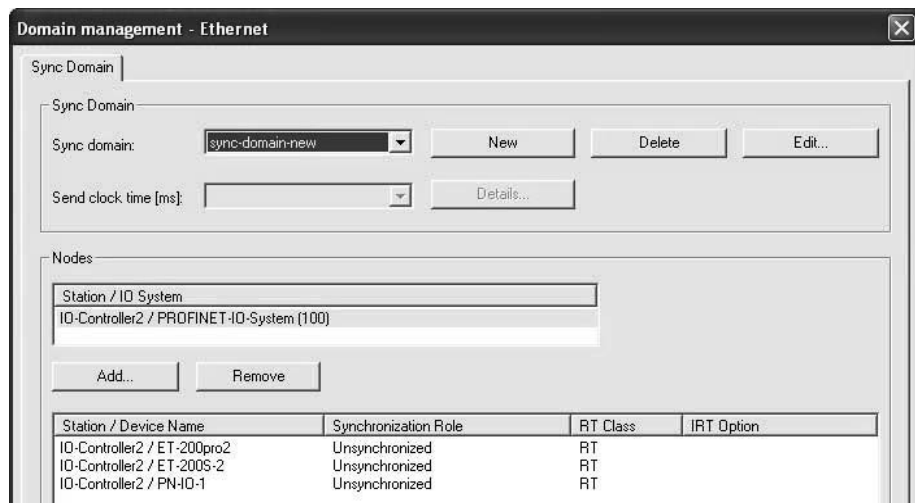 Domain management - Ethernet
Sync Domain
Sync Domain
Sync domain: sync-domain-new New Delete Edit...
Send clock time [ms]: Details...
Nodes
Station / IO System
IO-Controller2 / PROFINET-IO-System (100)
Add... Remove
Station / Device Name Synchronization Role RT Class IRT Option
IO-Controller2 / ET-200pro2 Unsynchronized RT
IO-Controller2 / ET-200S-2 Unsynchronized RT
IO-Controller2 / PN-IO-1 Unsynchronized RT